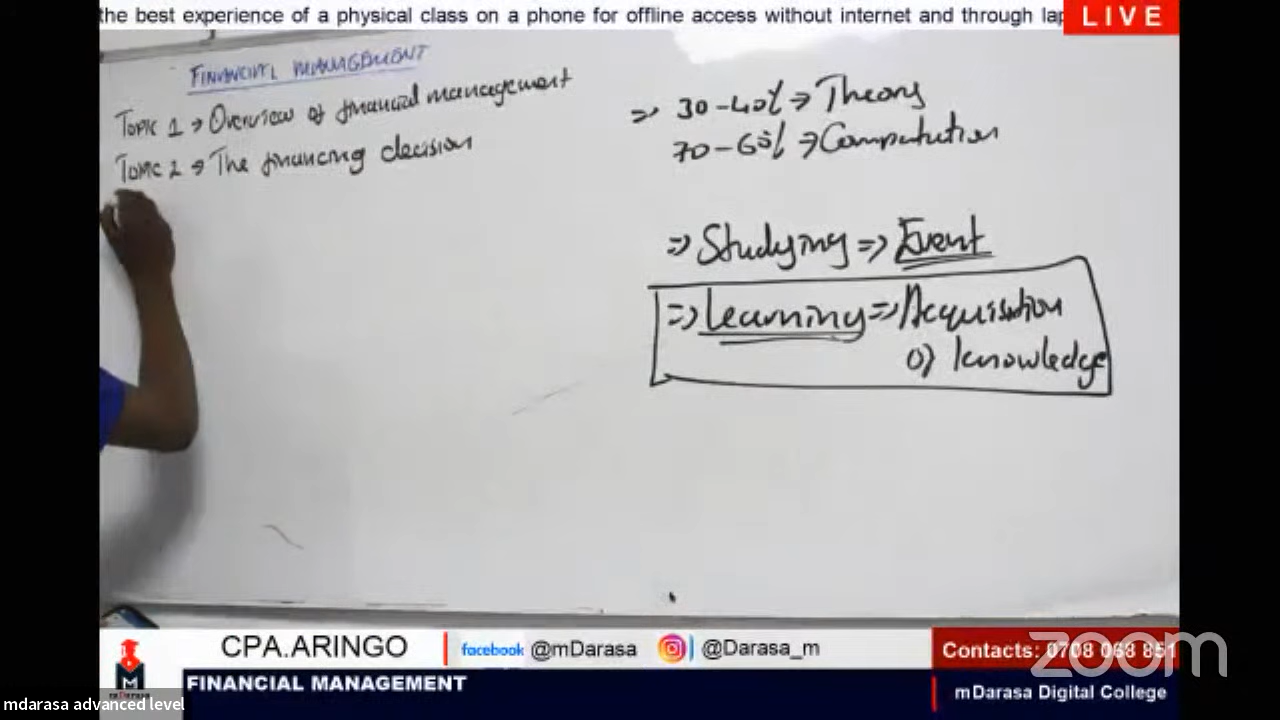 the best experience of a physical class on a phone for offline access without internet and through lap
LIVE
FINANCIAL MANAGEMENT
Topic 1 → Overview of financial management
Topic 2 → The financing decision
⇒ 30-40% → Theory
70-60% ⇒ Computation
⇒ Studying ⇒ Event
⇒ Learning ⇒ Acquisition
of knowledge
CPA.ARINGO
facebook @mDarasa
@Darasa_m
Contacts: 0708 068 851
zoom
mDarasa
FINANCIAL MANAGEMENT
mDarasa Digital College
mdarasa advanced level